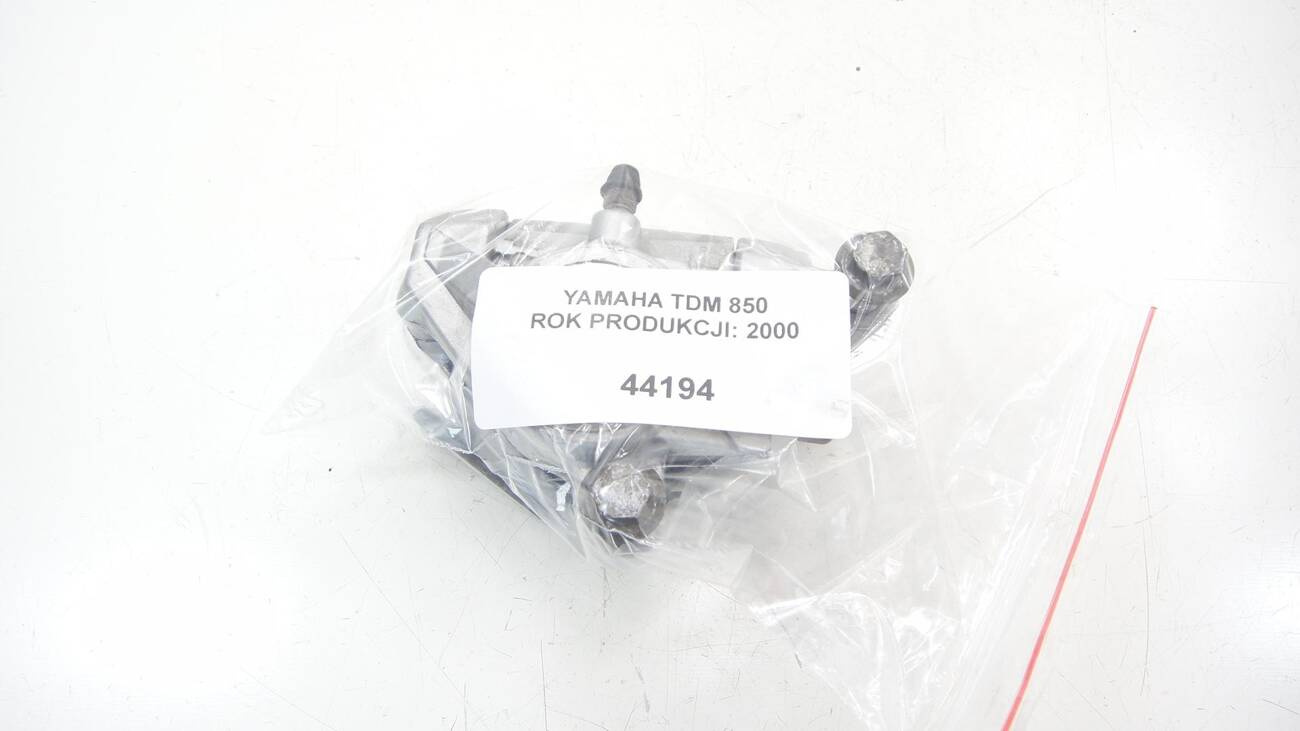 YAMAHA TDM 850
ROK PRODUKCJI: 2000
44194